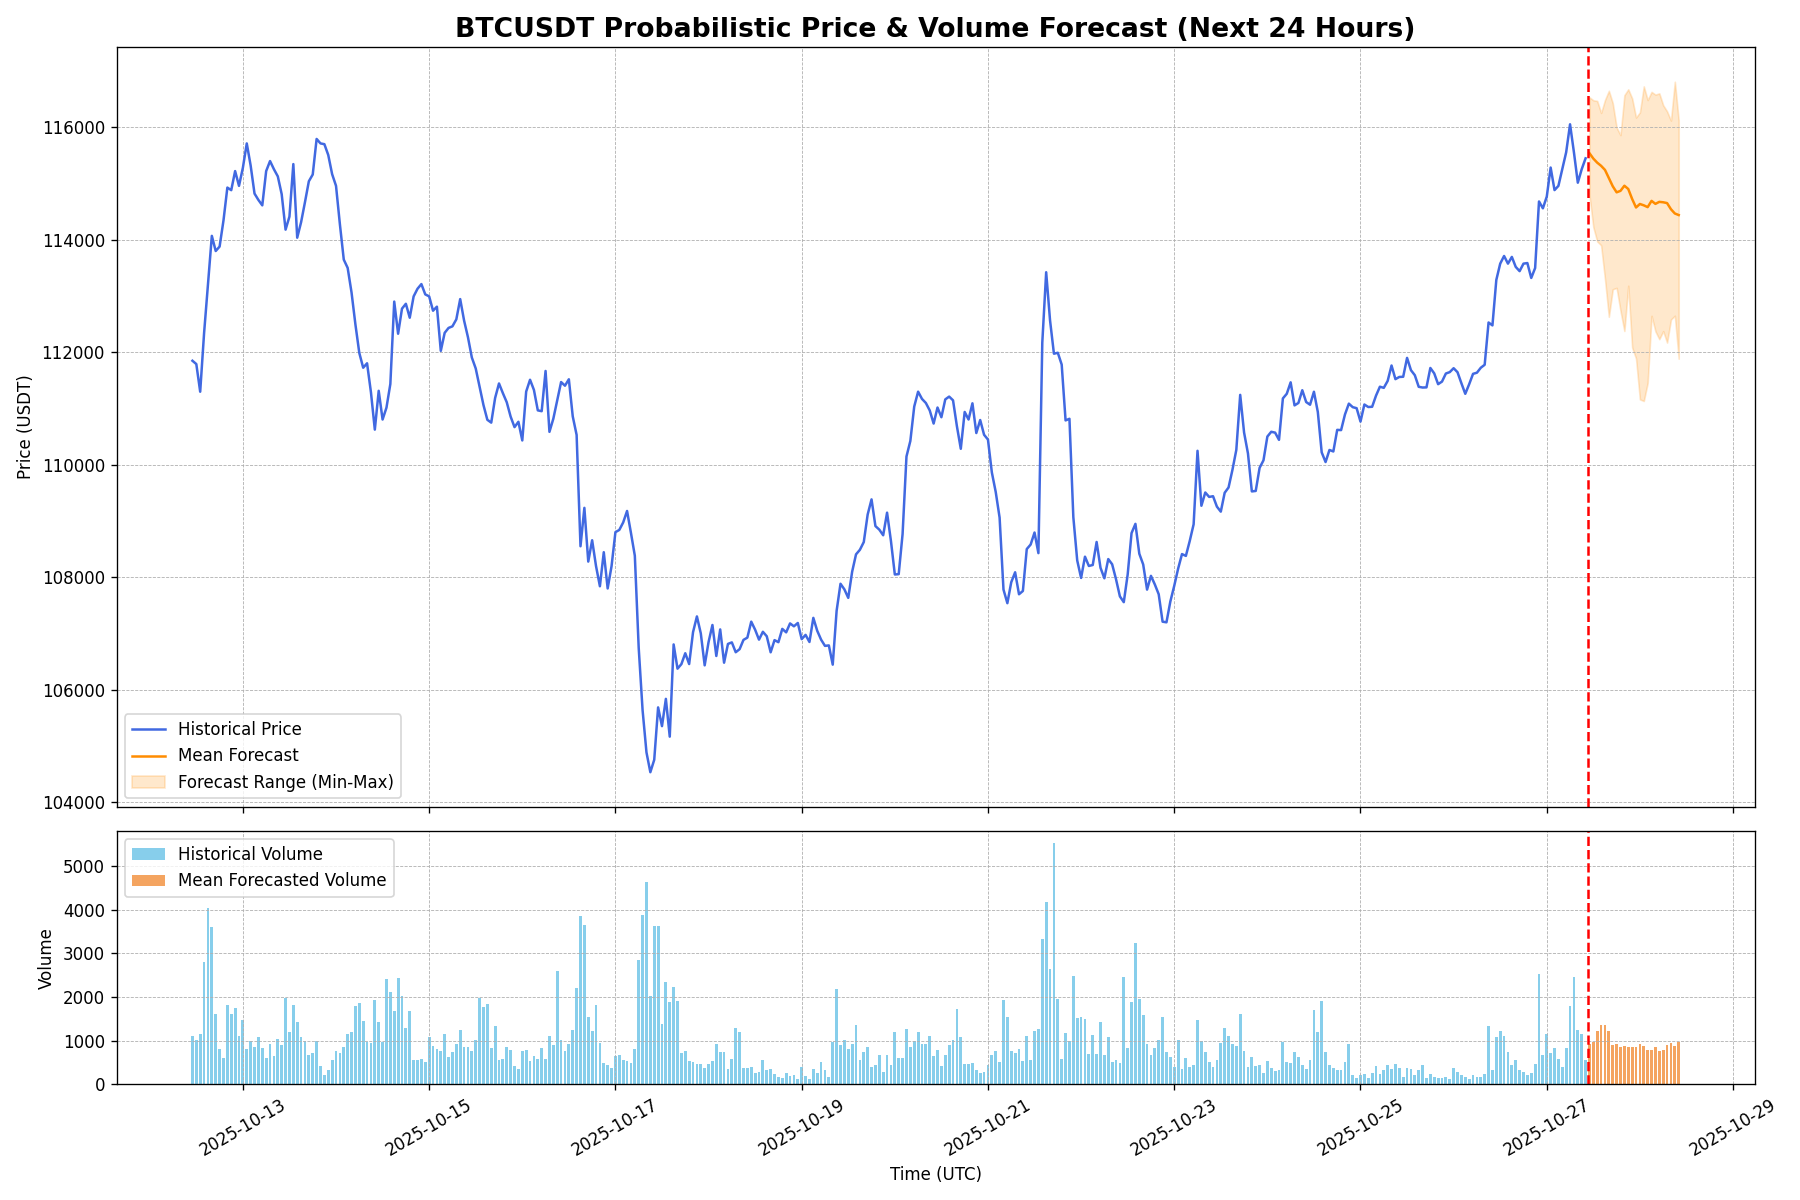 BTCUSDT Probabilistic Price & Volume Forecast (Next 24 Hours)
Price (USDT)
116000
114000
112000
110000
108000
106000
104000
Historical Price
Mean Forecast
Forecast Range (Min-Max)
Volume
5000
4000
3000
2000
1000
0
Historical Volume
Mean Forecasted Volume
2025-10-13
2025-10-15
2025-10-17
2025-10-19
2025-10-21
2025-10-23
2025-10-25
2025-10-27
2025-10-29
Time (UTC)